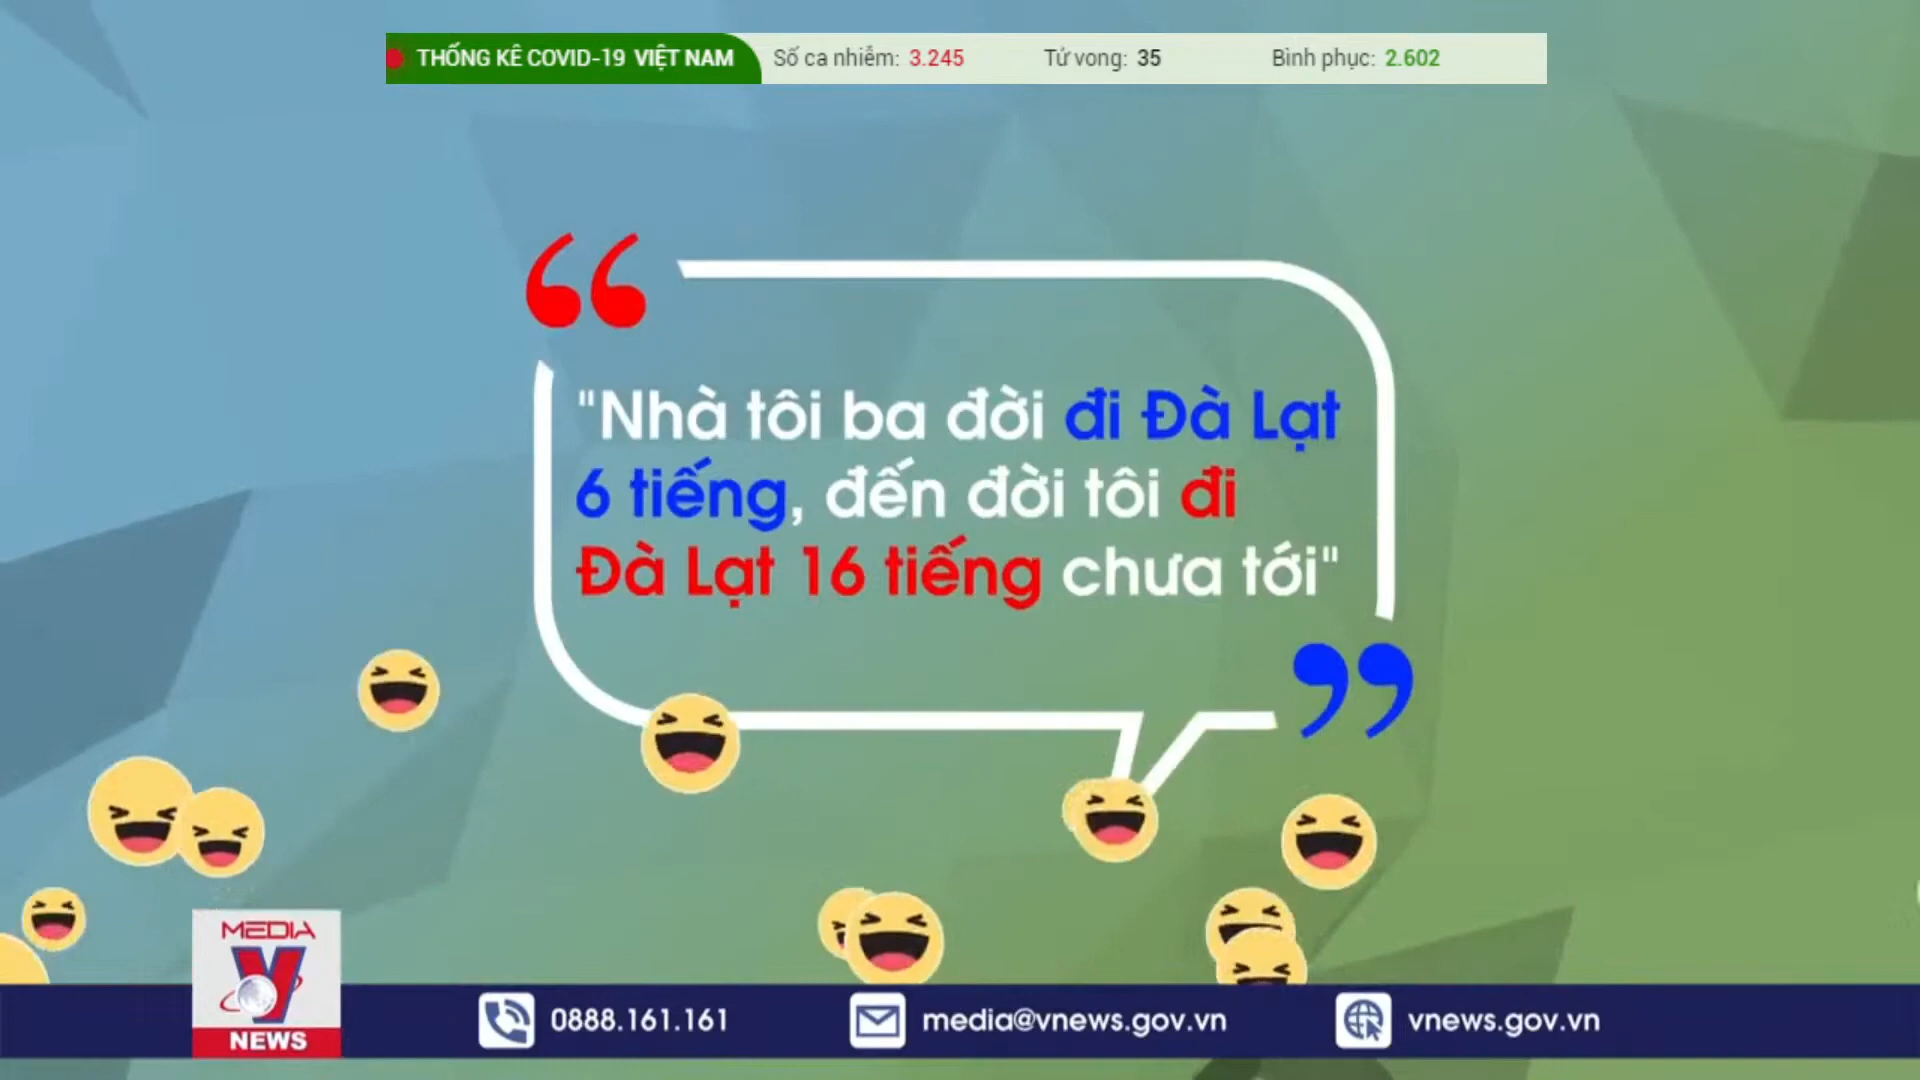 THỐNG KÊ COVID-19 VIỆT NAM Số ca nhiễm: 3.245 Tử vong: 35 Bình phục: 2.602
"Nhà tôi ba đời đi Đà Lạt
6 tiếng, đến đời tôi đi
Đà Lạt 16 tiếng chưa tới"
MEDIA
V
NEWS
0888.161.161 media@vnews.gov.vn vnews.gov.vn